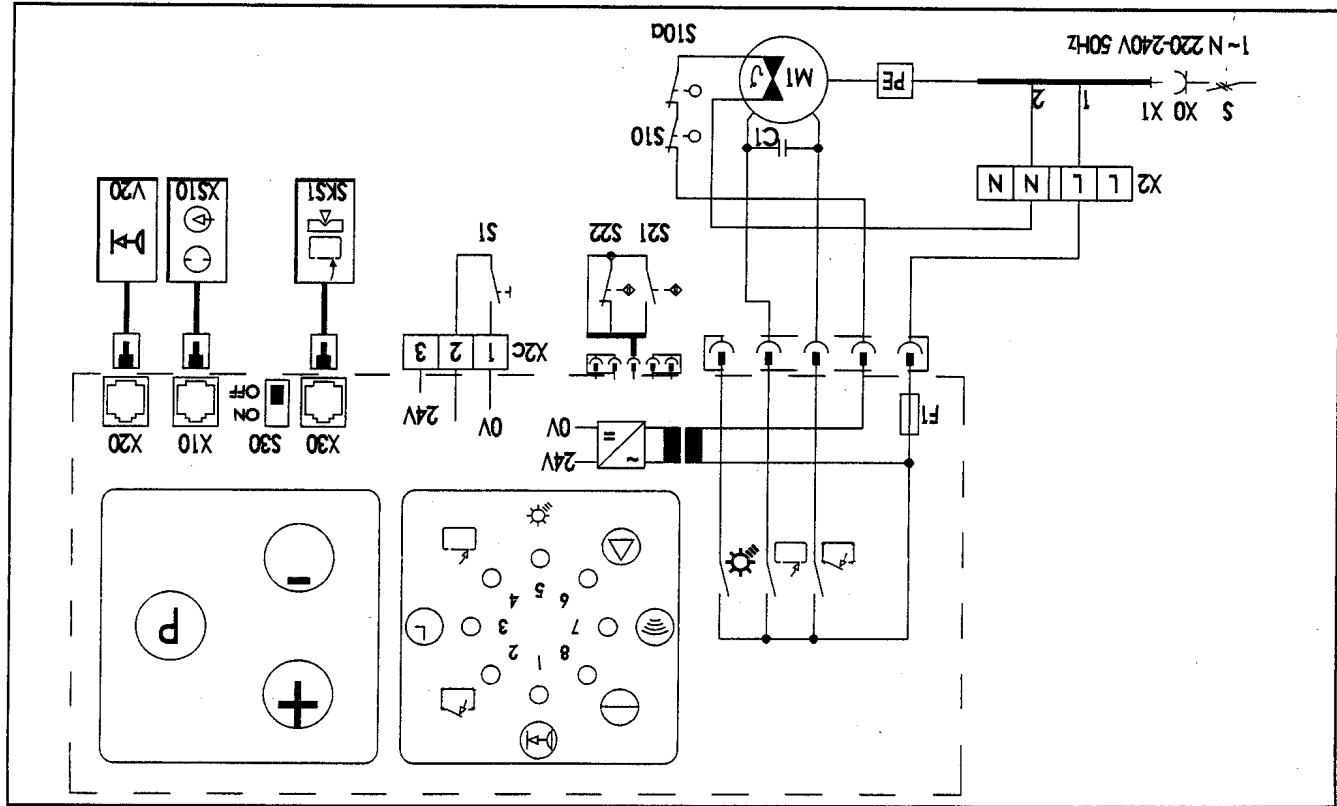 +
1
8 2
7 3 L
P
6 4
5
-
24V
~
=
0V
X30 S30 X10 X20
F1
0V
24V
ON
OFF
X2c 1 2 3
S21 S22
S1
SKS1
XS10
V20
X2 L L N N
C1
S10
1 2
S X0 X1
PE
M1
ϑ
1~N 220-240V 50Hz
S10a